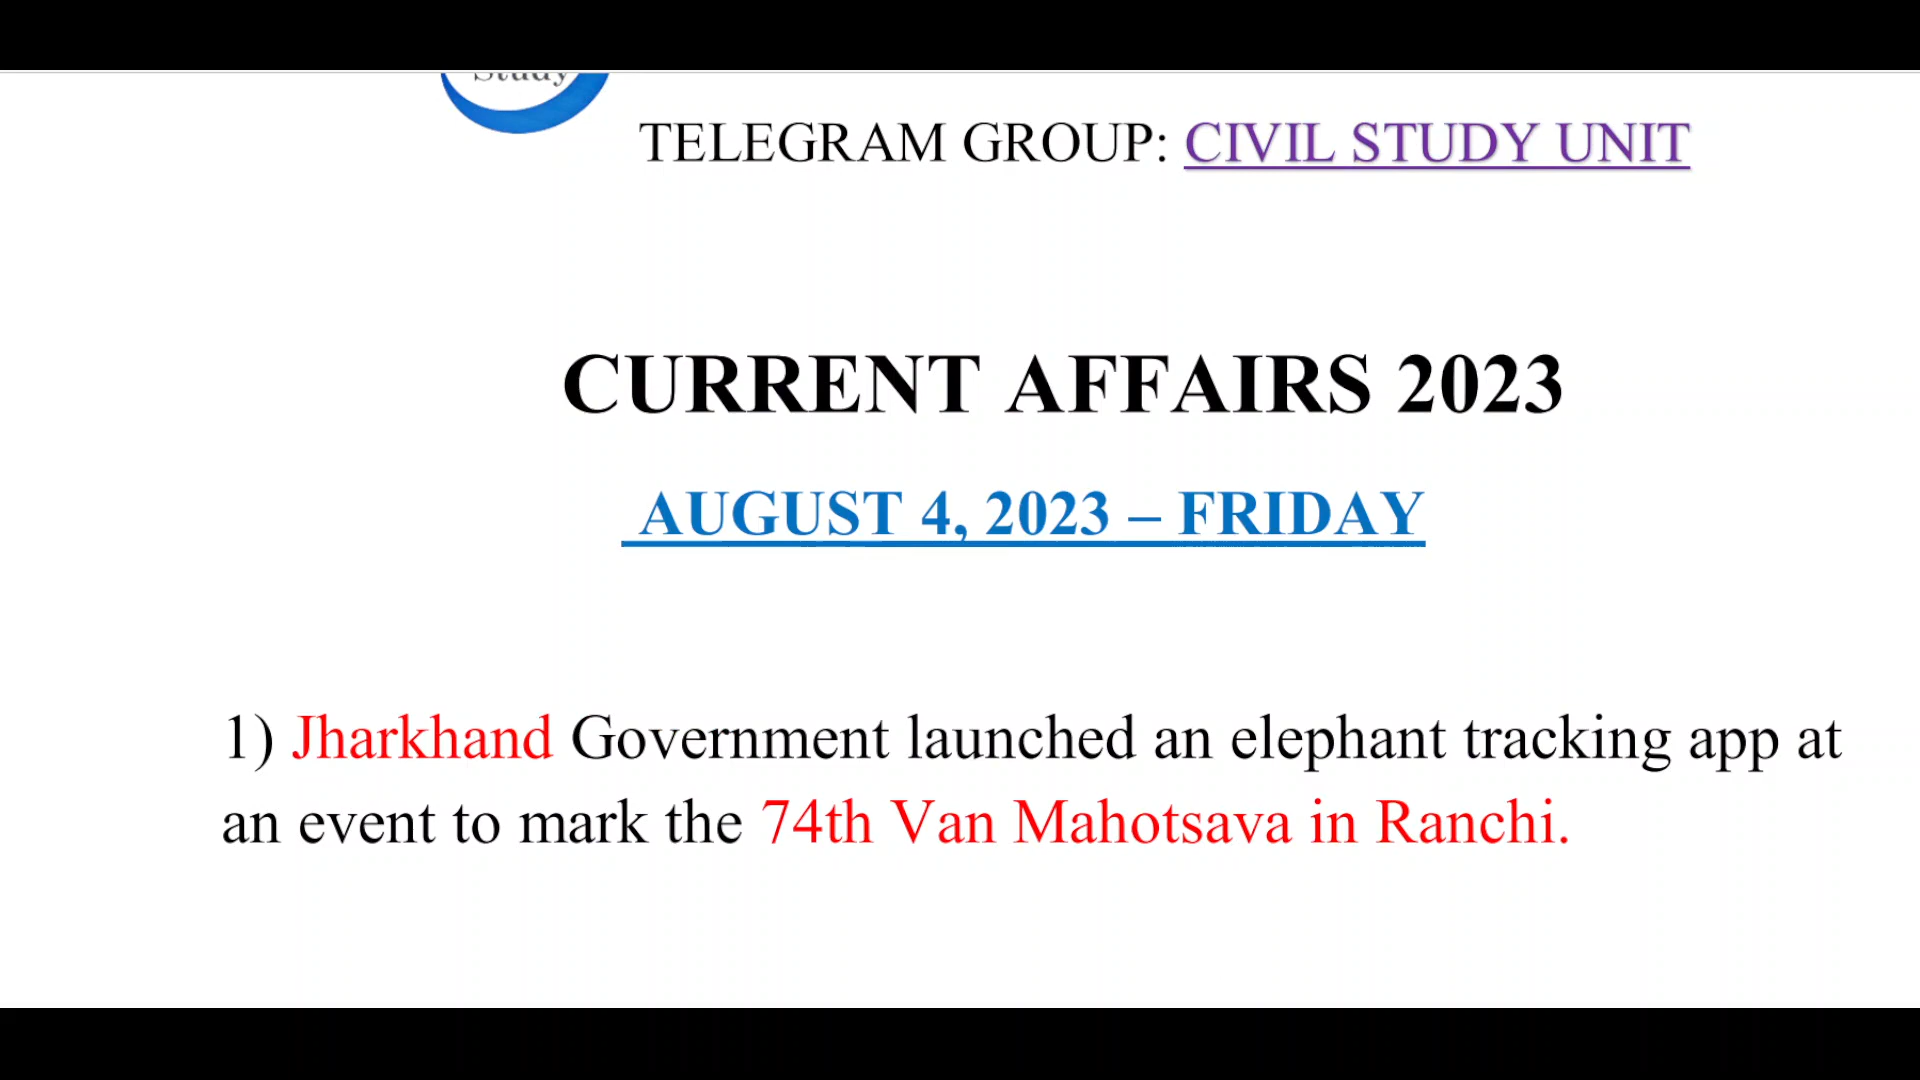 Study
TELEGRAM GROUP: CIVIL STUDY UNIT
CURRENT AFFAIRS 2023
AUGUST 4, 2023 – FRIDAY
1) Jharkhand Government launched an elephant tracking app at
an event to mark the 74th Van Mahotsava in Ranchi.